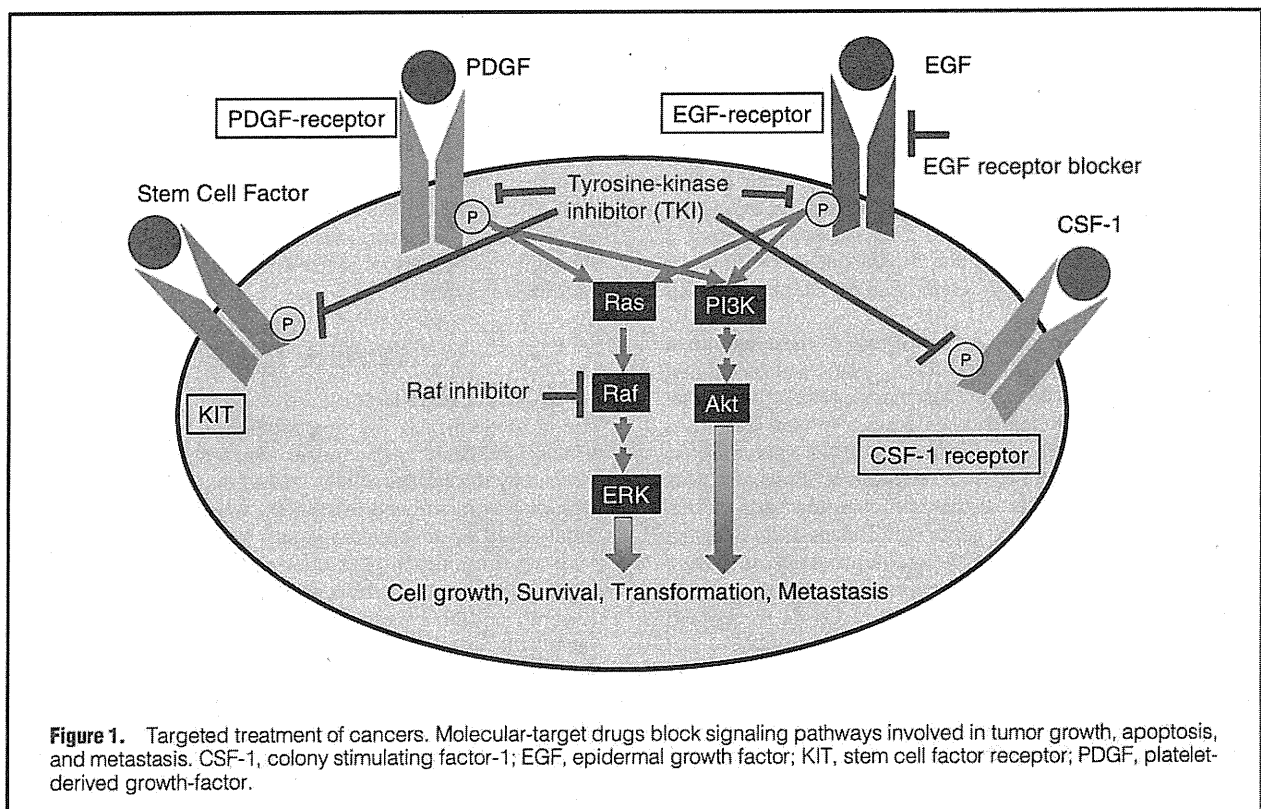 PDGF
EGF
PDGF-receptor
EGF-receptor
EGF receptor blocker
Stem Cell Factor
Tyrosine-kinase
inhibitor (TKI)
P
P
CSF-1
Ras
PI3K
P
P
Raf inhibitor
Raf
Akt
KIT
CSF-1 receptor
ERK
Cell growth, Survival, Transformation, Metastasis
Figure 1. Targeted treatment of cancers. Molecular-target drugs block signaling pathways involved in tumor growth, apoptosis,
and metastasis. CSF-1, colony stimulating factor-1; EGF, epidermal growth factor; KIT, stem cell factor receptor; PDGF, platelet-
derived growth-factor.